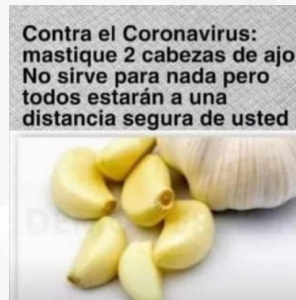 Contra el Coronavirus:
mastique 2 cabezas de ajo
No sirve para nada pero
todos estarán a una
distancia segura de usted